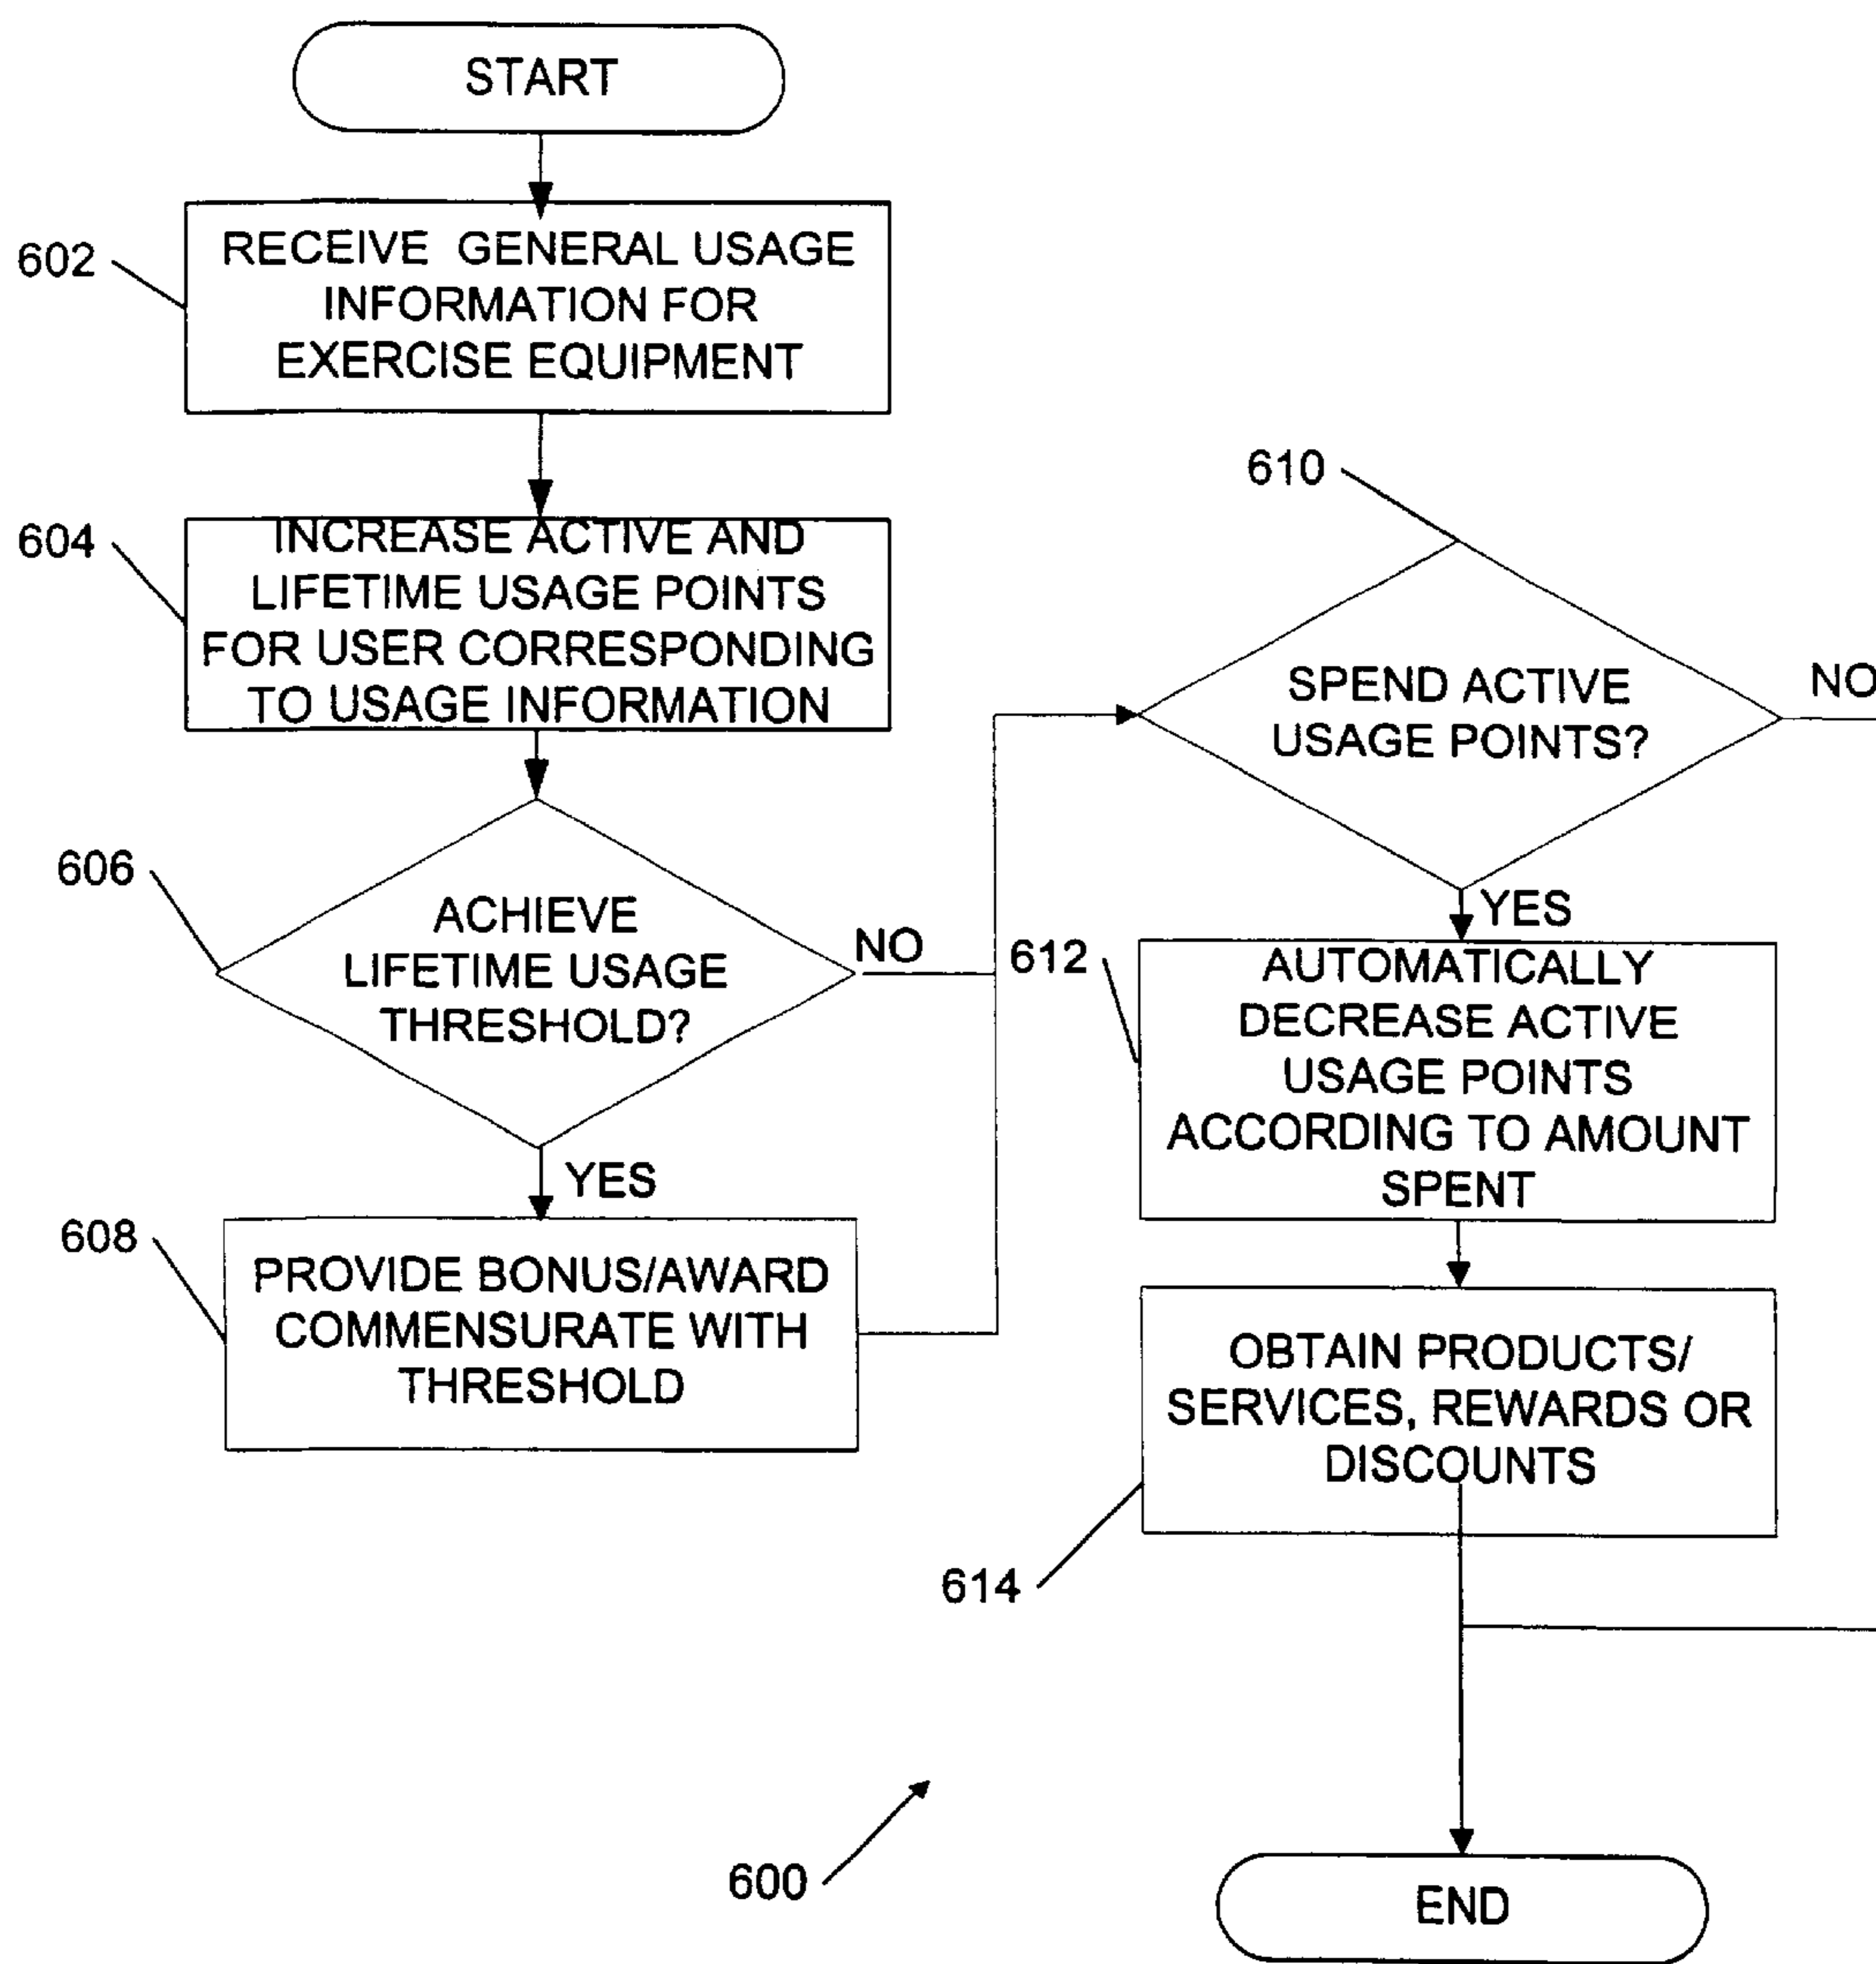 START
602
RECEIVE GENERAL USAGE
INFORMATION FOR
EXERCISE EQUIPMENT
604
INCREASE ACTIVE AND
LIFETIME USAGE POINTS
FOR USER CORRESPONDING
TO USAGE INFORMATION
606
ACHIEVE
LIFETIME USAGE
THRESHOLD?
NO
YES
608
PROVIDE BONUS/AWARD
COMMENSURATE WITH
THRESHOLD
610
SPEND ACTIVE
USAGE POINTS?
NO
YES
612
AUTOMATICALLY
DECREASE ACTIVE
USAGE POINTS
ACCORDING TO AMOUNT
SPENT
OBTAIN PRODUCTS/
SERVICES, REWARDS OR
DISCOUNTS
614
600
END